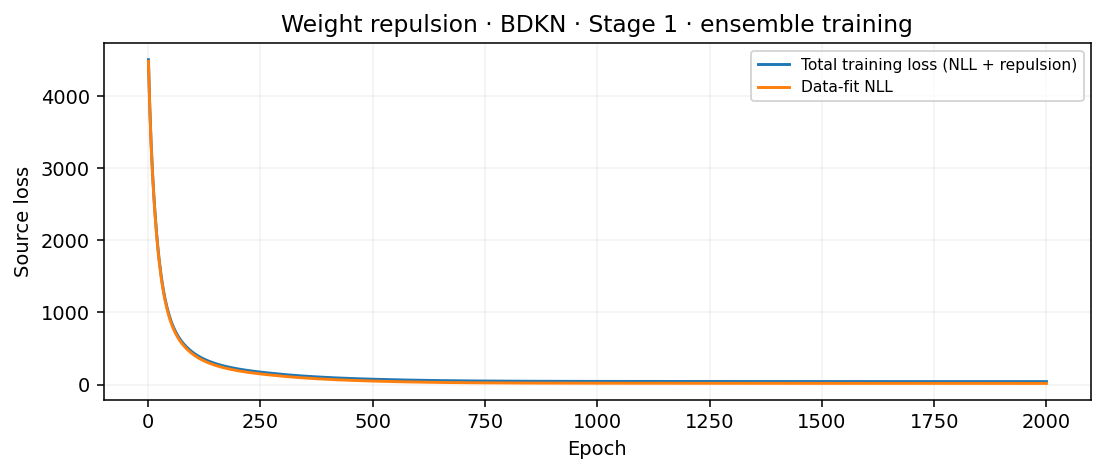 Weight repulsion · BDKN · Stage 1 · ensemble training
Total training loss (NLL + repulsion)
Data-fit NLL
Source loss
4000
3000
2000
1000
0
0 250 500 750 1000 1250 1500 1750 2000
Epoch